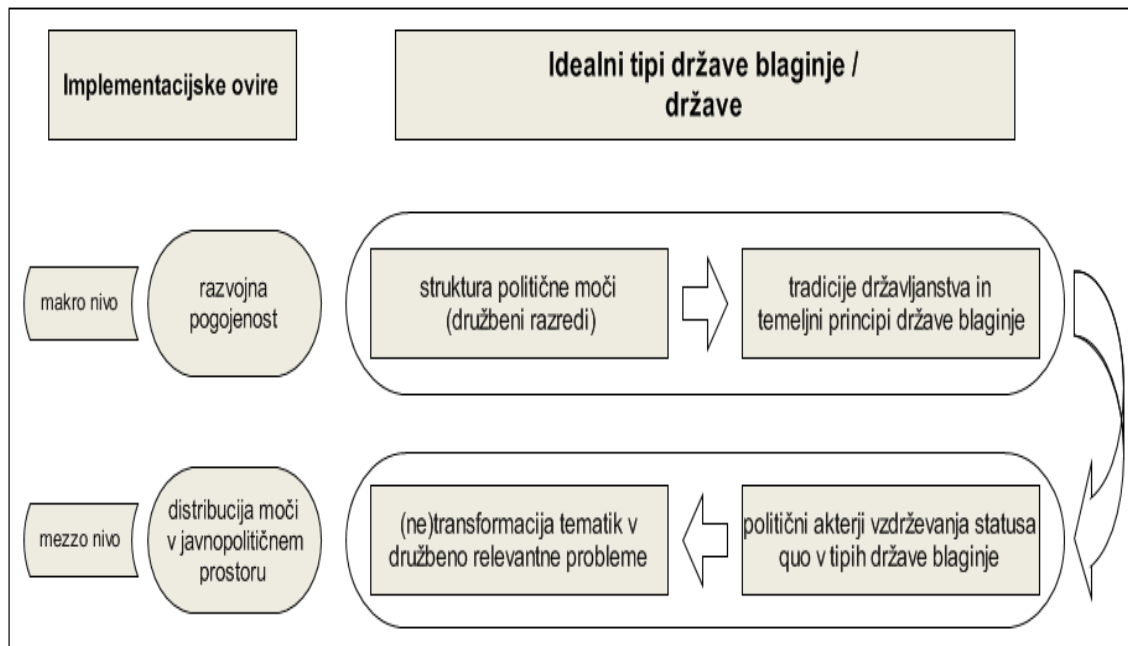 Implementacijske ovire
Idealni tipi države blaginje /
države
makro nivo
razvojna
pogojenost
struktura politične moči
(družbeni razredi)
tradicije državljanstva in
temeljni principi države blaginje
mezzo nivo
distribucija moči
v javnopolitičnem
prostoru
(ne)transformacija tematik v
družbeno relevantne probleme
politični akterji vzdrževanja statusa
quo v tipih države blaginje